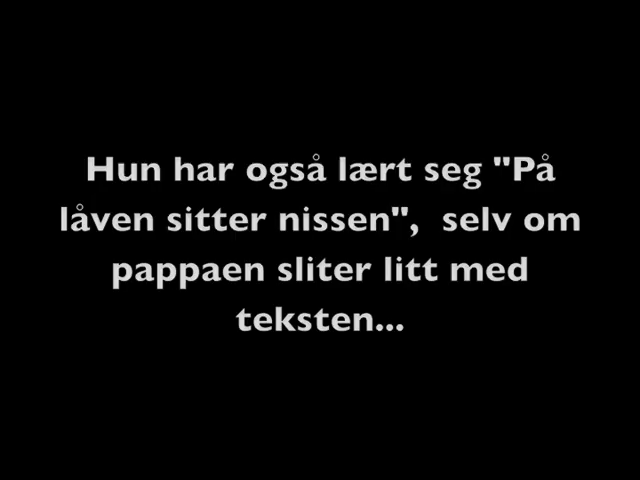 Hun har også lært seg "På
låven sitter nissen",  selv om
pappaen sliter litt med
teksten...